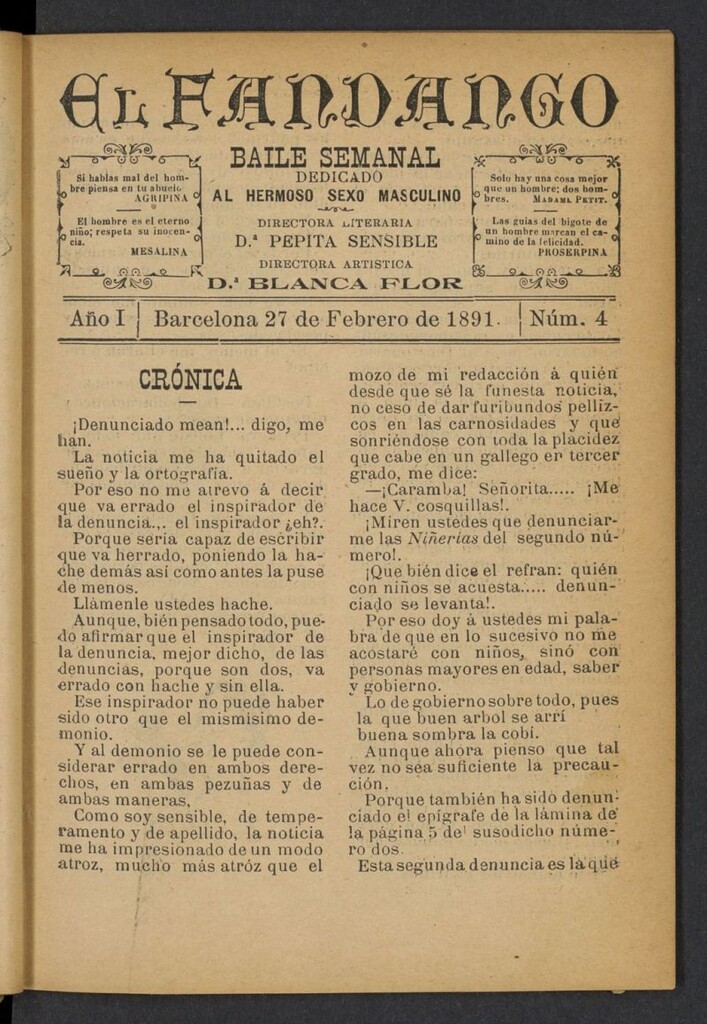 EL FANDANGO
BAILE SEMANAL
DEDICADO
AL HERMOSO SEXO MASCULINO
DIRECTORA LITERARIA
D.ª PEPITA SENSIBLE
DIRECTORA ARTISTICA
D.ª BLANCA FLOR
Si hablas mal del hom-
bre piensa en tu abuelo
AGRIPINA
El hombre es el eterno
niño; respeta su inocen-
cia.
MESALINA
Solo hay una cosa mejor
que un hombre; dos hom-
bres. MADAMA PETIT.
Las guias del bigote de
un hombre marcan el ca-
mino de la felicidad.
PROSERPINA
Año I Barcelona 27 de Febrero de 1891. Núm. 4
CRÓNICA
¡Denunciado mean!... digo, me
han.
La noticia me ha quitado el
sueño y la ortografía.
Por eso no me atrevo á decir
que va errado el inspirador de
la denuncia... el inspirador ¿eh?.
Porque sería capaz de escribir
que va herrado, poniendo la ha-
che demás así como antes la puse
de menos.
Llámenle ustedes hache.
Aunque, bién pensado todo, pue-
do afirmar que el inspirador de
la denuncia, mejor dicho, de las
denuncias, porque son dos, va
errado con hache y sin ella.
Ese inspirador no puede haber
sido otro que el mismisimo de-
monio.
Y al demonio se le puede con-
siderar errado en ambos dere-
chos, en ambas pezuñas y de
ambas maneras,
Como soy sensible, de tempe-
ramento y de apellido, la noticia
me ha impresionado de un modo
atroz, mucho más atróz que el
mozo de mi redacción á quién
desde que sé la funesta noticia,
no ceso de dar furibundos pelliz-
cos en las carnosidades y que
sonriéndose con toda la placidez
que cabe en un gallego en tercer
grado, me dice:
—¡Caramba! Señorita..... ¡Me
hace V. cosquillas!.
¡Miren ustedes que denunciar-
me las Niñerias del segundo nú-
mero!.
¡Que bién dice el refran: quién
con niños se acuesta..... denun-
ciado se levanta!.
Por eso doy á ustedes mi pala-
bra de que en lo sucesivo no me
acostaré con niños, sinó con
personas mayores en edad, saber
y gobierno.
Lo de gobierno sobre todo, pues
la que buen arbol se arrí
buena sombra la cobi.
Aunque ahora pienso que tal
vez no sea suficiente la precau-
ción.
Porque también ha sido denun-
ciado el epígrafe de la lámina de
la página 5 del susodicho núme-
ro dos.
Esta segunda denuncia es la que